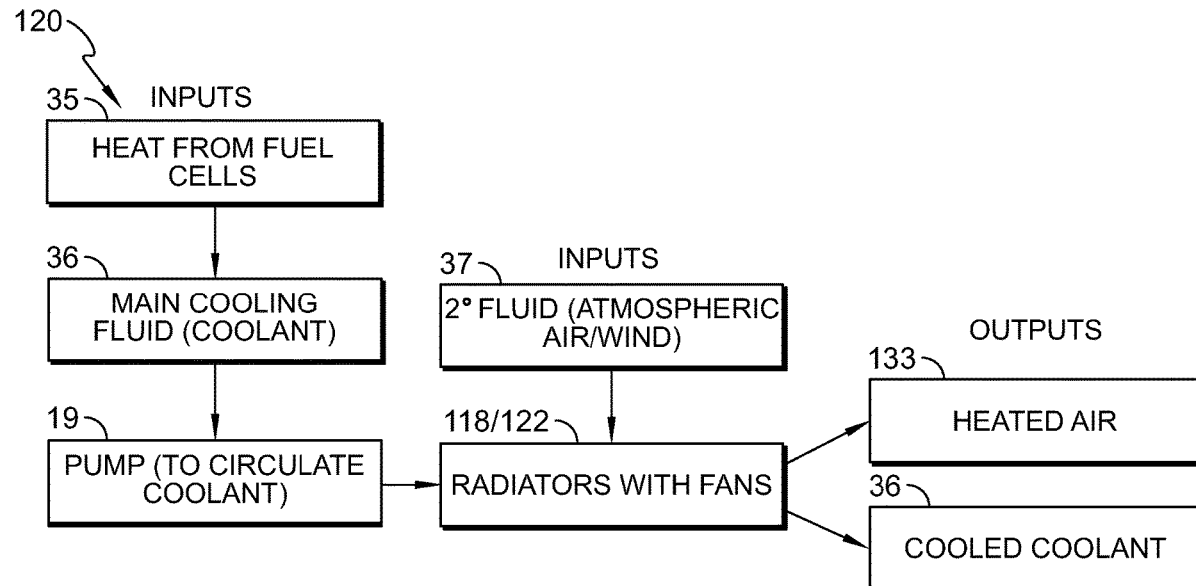 120
INPUTS
35
HEAT FROM FUEL
CELLS
36
MAIN COOLING
FLUID (COOLANT)
19
PUMP (TO CIRCULATE
COOLANT)
INPUTS
37
2° FLUID (ATMOSPHERIC
AIR/WIND)
118/122
RADIATORS WITH FANS
OUTPUTS
133
HEATED AIR
36
COOLED COOLANT